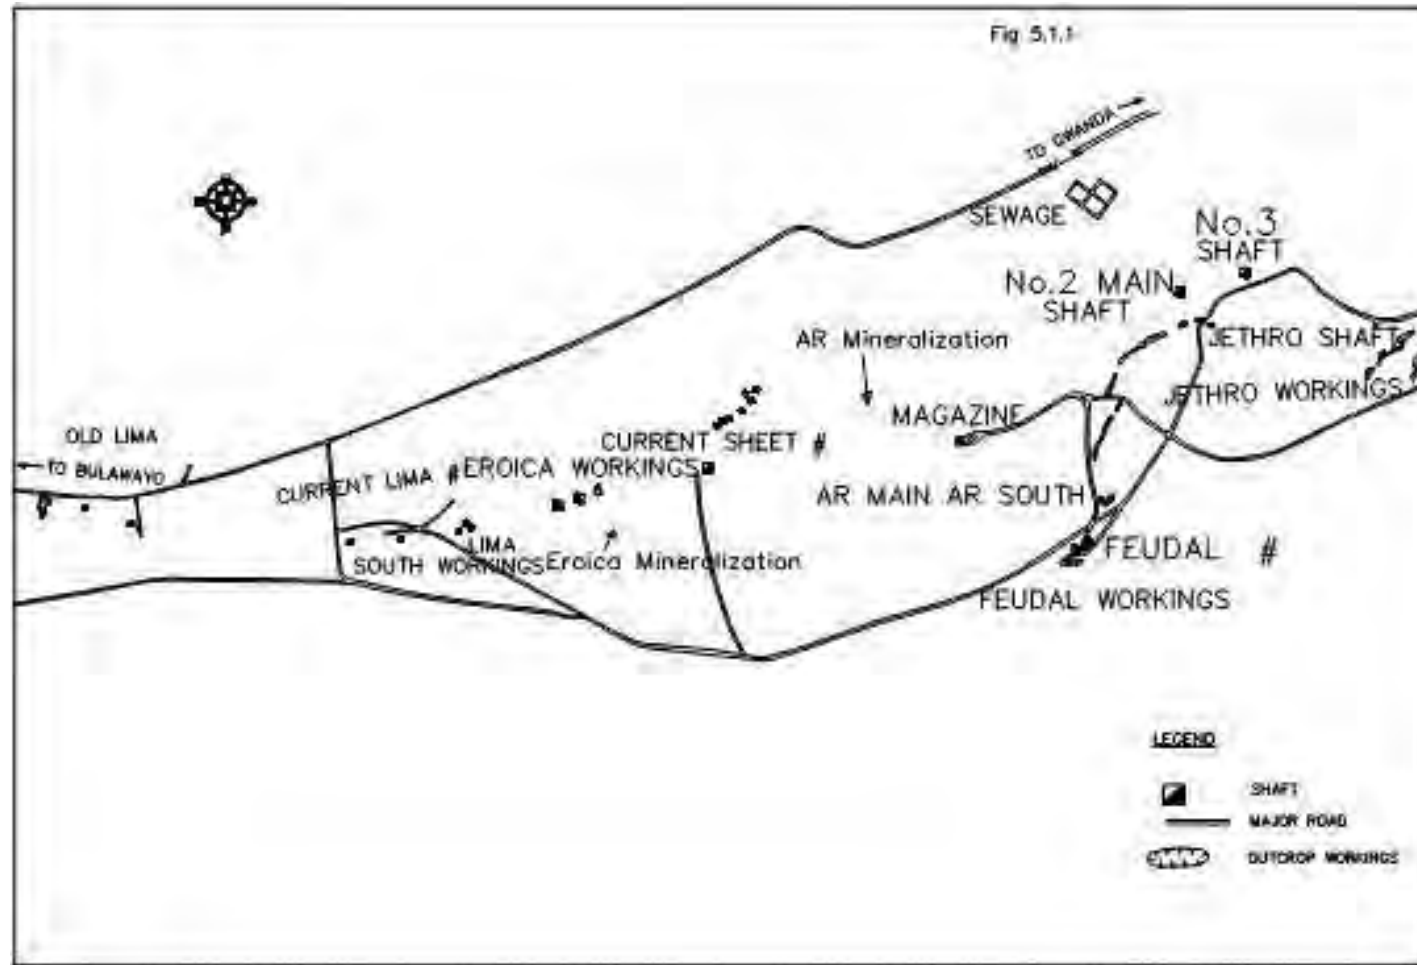 Fig 5.1.1
TO GWANDA
SEWAGE
No.3
SHAFT
No.2 MAIN
SHAFT
AR Mineralization
JETHRO SHAFT
JETHRO WORKINGS
MAGAZINE
OLD LIMA
TO BULAWAYO
CURRENT SHEET #
CURRENT LIMA #
EROICA WORKINGS
AR MAIN AR SOUTH
LIMA
SOUTH WORKINGS
Eroica Mineralization
FEUDAL #
FEUDAL WORKINGS
LEGEND
SHAFT
MAJOR ROAD
OUTCROP WORKINGS